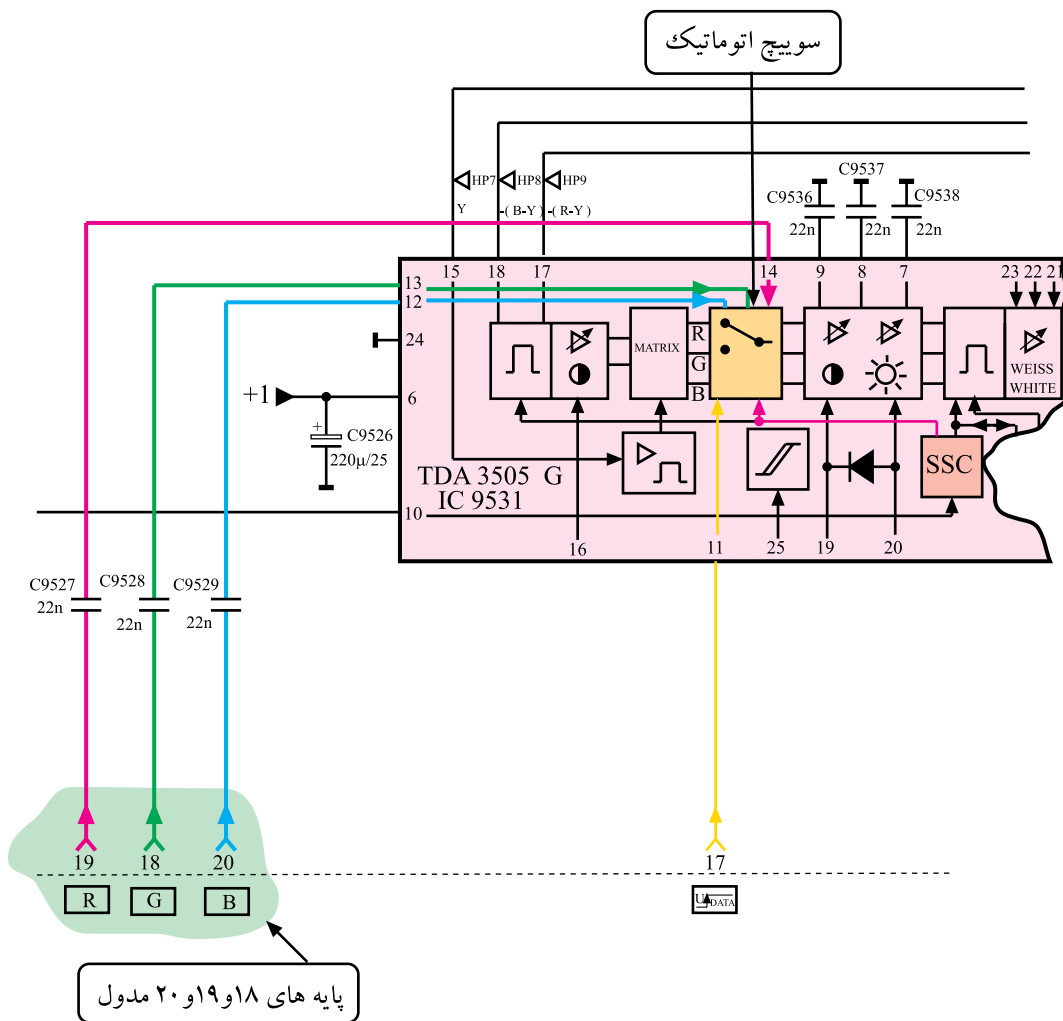 سوییچ اتوماتیك
HP7 HP8 HP9
Y -( B-Y ) -( R-Y )
C9536 C9537 C9538
22n 22n 22n
15 18 17 14 9 8 7 23 22 21
13
12
24
6
10
+1
+
C9526
220µ/25
MATRIX
R
G
B
WEISS
WHITE
SSC
TDA 3505 G
IC 9531
16 11 25 19 20
C9527 C9528 C9529
22n 22n 22n
19 18 20 17
R G B U DATA
پایه های ۱۸و۱۹و۲۰ مدول